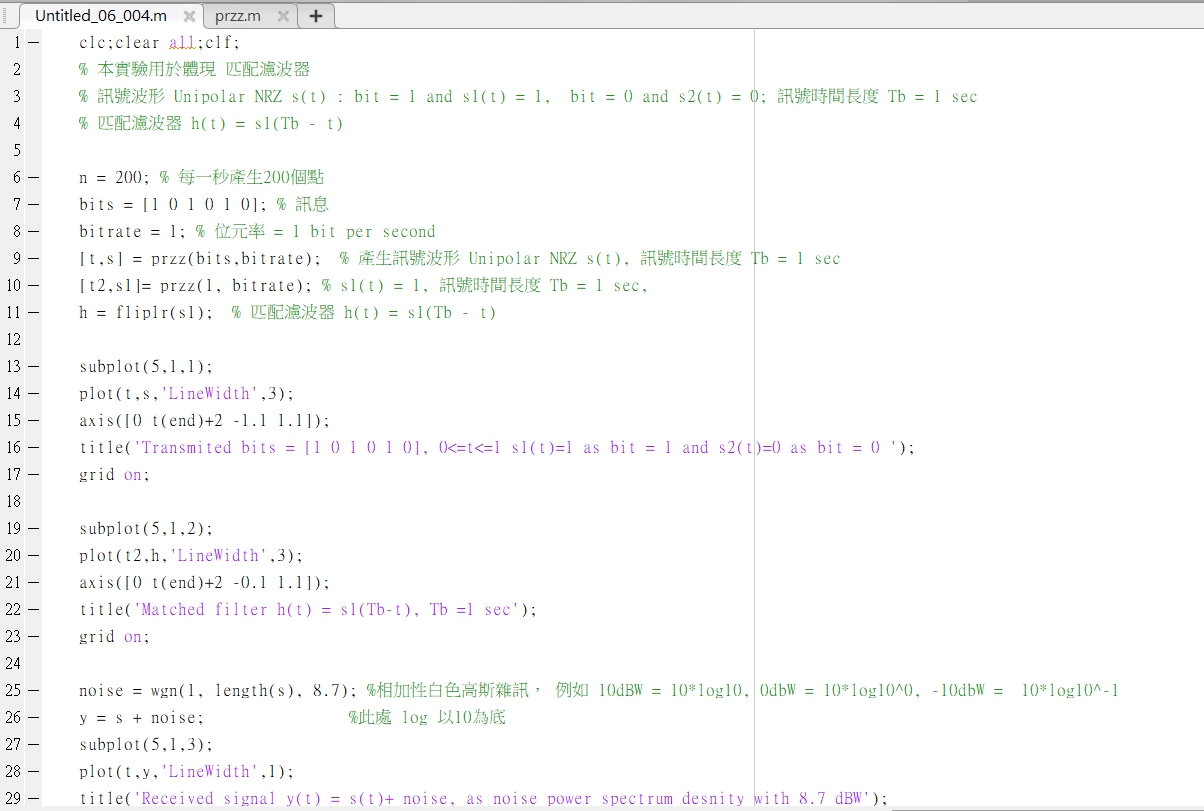 Untitled_06_004.m × przz.m × +
1 – clc;clear all;clf;
2 % 本實驗用於體現 匹配濾波器
3 % 訊號波形 Unipolar NRZ s(t) : bit = 1 and s1(t) = 1, bit = 0 and s2(t) = 0; 訊號時間長度 Tb = 1 sec
4 % 匹配濾波器 h(t) = s1(Tb - t)
5
6 – n = 200; % 每一秒產生200個點
7 – bits = [1 0 1 0 1 0]; % 訊息
8 – bitrate = 1; % 位元率 = 1 bit per second
9 – [t,s] = przz(bits,bitrate); % 產生訊號波形 Unipolar NRZ s(t), 訊號時間長度 Tb = 1 sec
10 – [t2,s1]= przz(1, bitrate); % s1(t) = 1, 訊號時間長度 Tb = 1 sec,
11 – h = fliplr(s1); % 匹配濾波器 h(t) = s1(Tb - t)
12
13 – subplot(5,1,1);
14 – plot(t,s,'LineWidth',3);
15 – axis([0 t(end)+2 -1.1 1.1]);
16 – title('Transmited bits = [1 0 1 0 1 0], 0<=t<=1 s1(t)=1 as bit = 1 and s2(t)=0 as bit = 0 ');
17 – grid on;
18
19 – subplot(5,1,2);
20 – plot(t2,h,'LineWidth',3);
21 – axis([0 t(end)+2 -0.1 1.1]);
22 – title('Matched filter h(t) = s1(Tb-t), Tb =1 sec');
23 – grid on;
24
25 – noise = wgn(1, length(s), 8.7); %相加性白色高斯雜訊, 例如 10dBW = 10*log10, 0dbW = 10*log10^0, -10dbW = 10*log10^-1
26 – y = s + noise; %此處 log 以10為底
27 – subplot(5,1,3);
28 – plot(t,y,'LineWidth',1);
29 – title('Received signal y(t) = s(t)+ noise, as noise power spectrum desnity with 8.7 dBW');